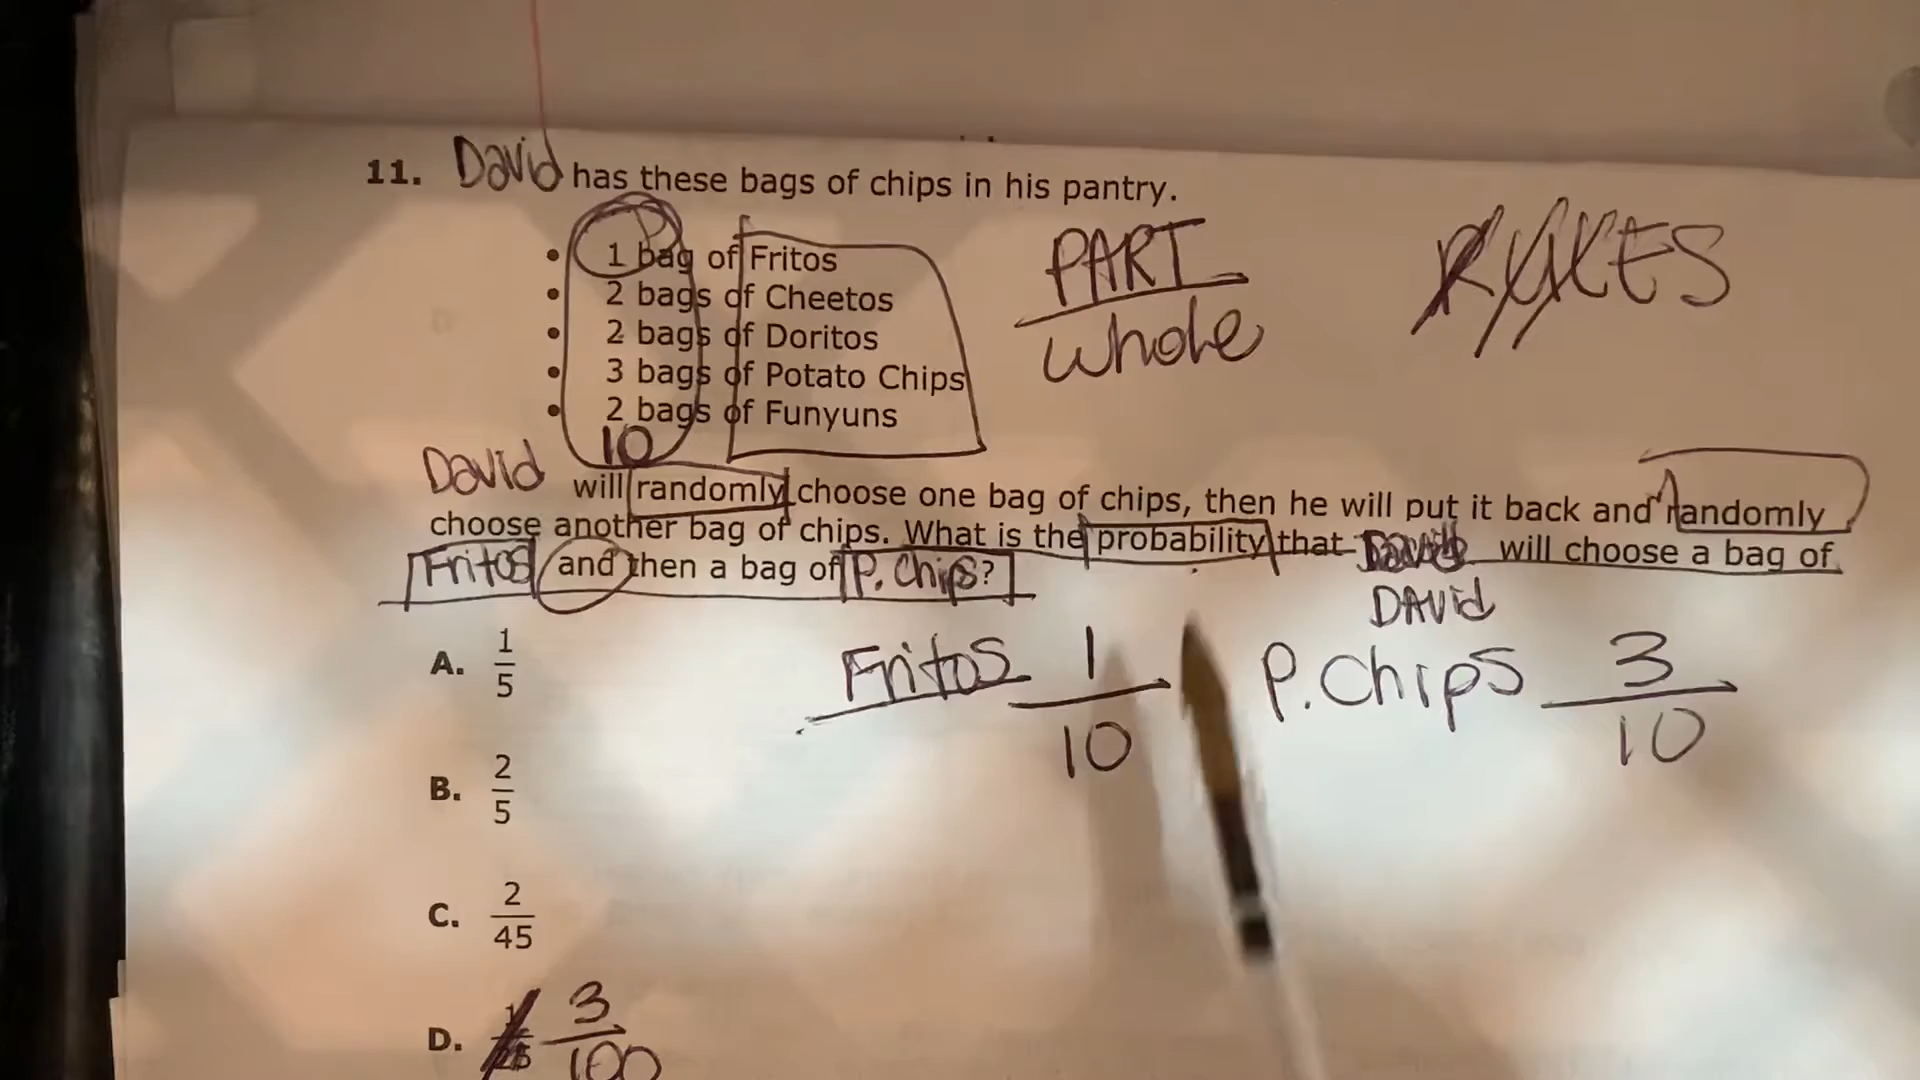 11. David has these bags of chips in his pantry.
• 1 bag of Fritos
• 2 bags of Cheetos
• 2 bags of Doritos
• 3 bags of Potato Chips
• 2 bags of Funyuns
10
PART
whole
David will randomly choose one bag of chips, then he will put it back and randomly
choose another bag of chips. What is the probability that David will choose a bag of
Fritos and then a bag of P. Chips?
DAVid
A. 1/5
Fritos 1/10
P. Chips 3/10
B. 2/5
C. 2/45
D. 3/100